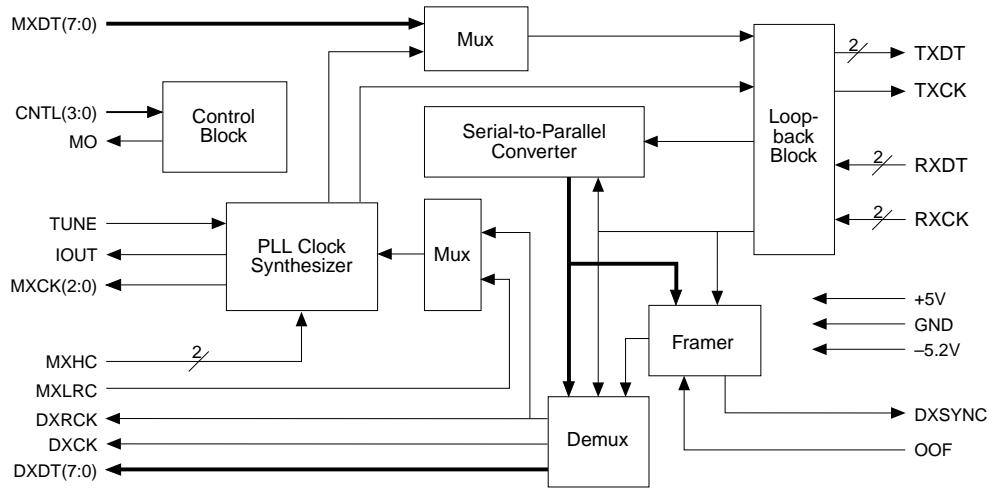 MXDT(7:0)
Mux
2
TXDT
CNTL(3:0)
Control
Block
TXCK
MO
Serial-to-Parallel
Converter
Loop-
back
Block
2
RXDT
2
RXCK
TUNE
IOUT
MXCK(2:0)
PLL Clock
Synthesizer
Mux
+5V
GND
–5.2V
Framer
MXHC
2
MXLRC
DXRCK
DXCK
DXDT(7:0)
Demux
DXSYNC
OOF